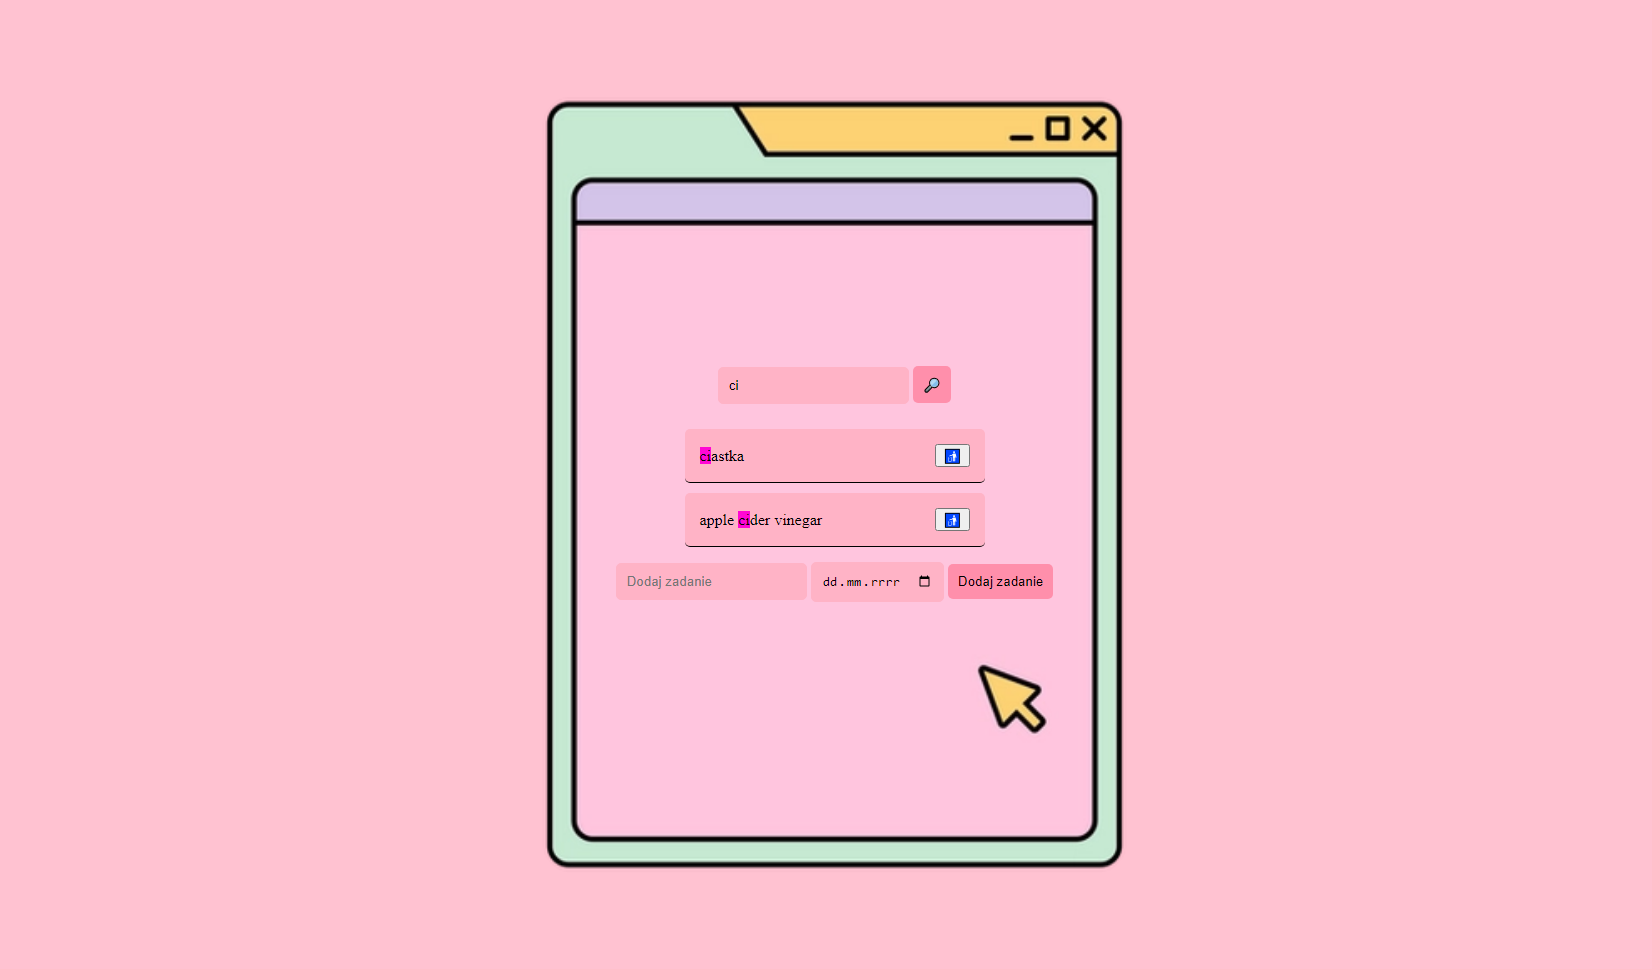 ci
ciastka
apple cider vinegar
Dodaj zadanie dd.mm.rrrr Dodaj zadanie